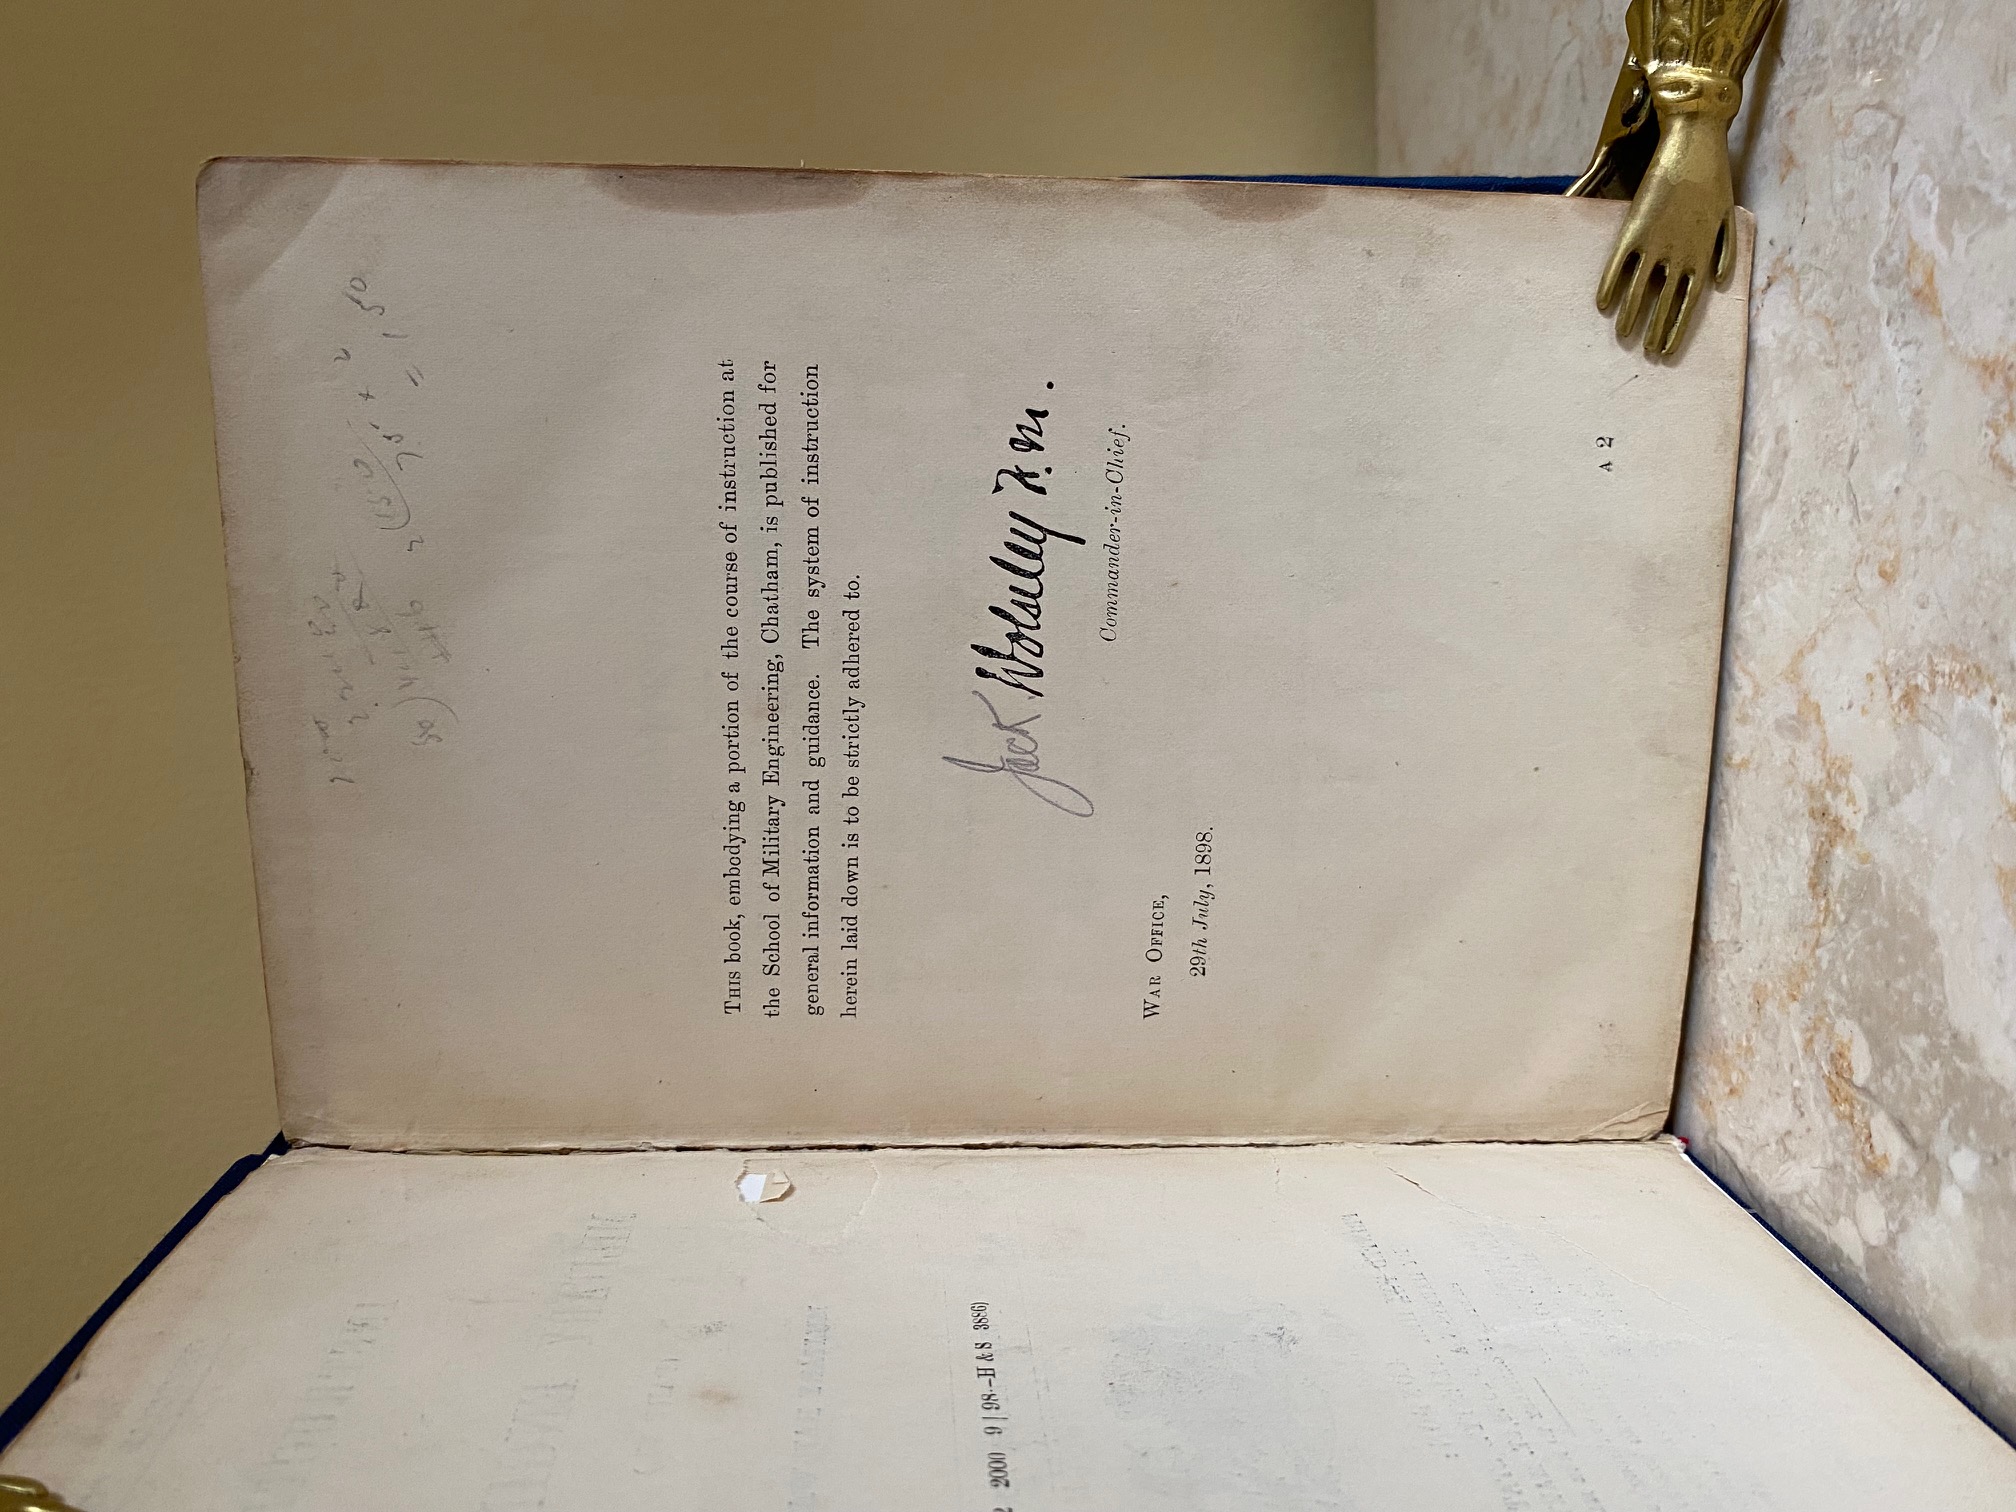 2000 9 | 98.—H & S 3886)
THIS book, embodying a portion of the course of instruction at
the School of Military Engineering, Chatham, is published for
general information and guidance. The system of instruction
herein laid down is to be strictly adhered to.
Jack Wolseley F.M.
Commander-in-Chief.
WAR OFFICE,
29th July, 1898.
A 2